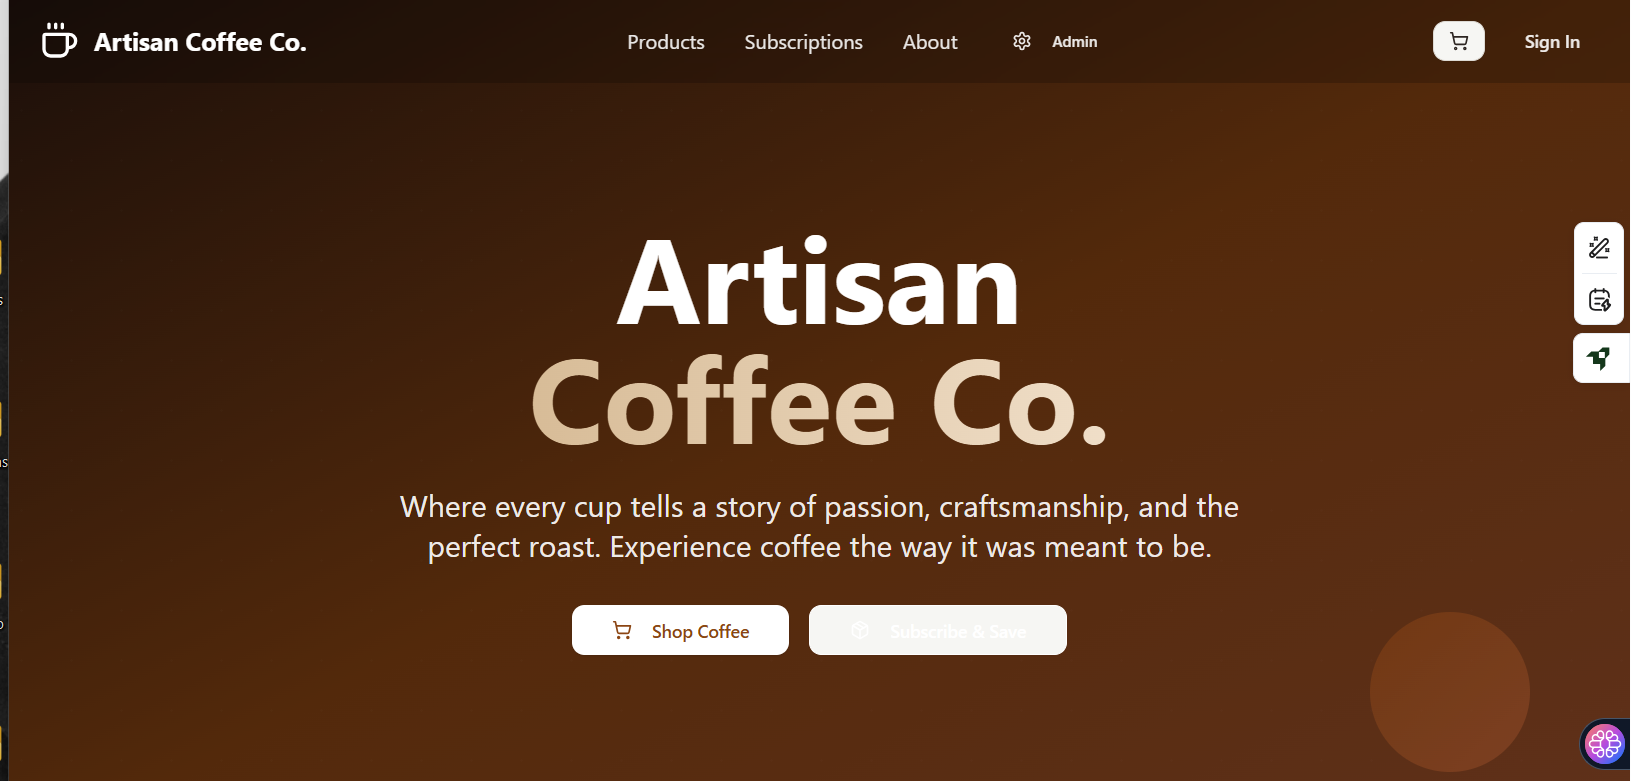 Artisan Coffee Co.
Products
Subscriptions
About
Admin
Sign In
Artisan
Coffee Co.
Where every cup tells a story of passion, craftsmanship, and the
perfect roast. Experience coffee the way it was meant to be.
Shop Coffee
Subscribe & Save